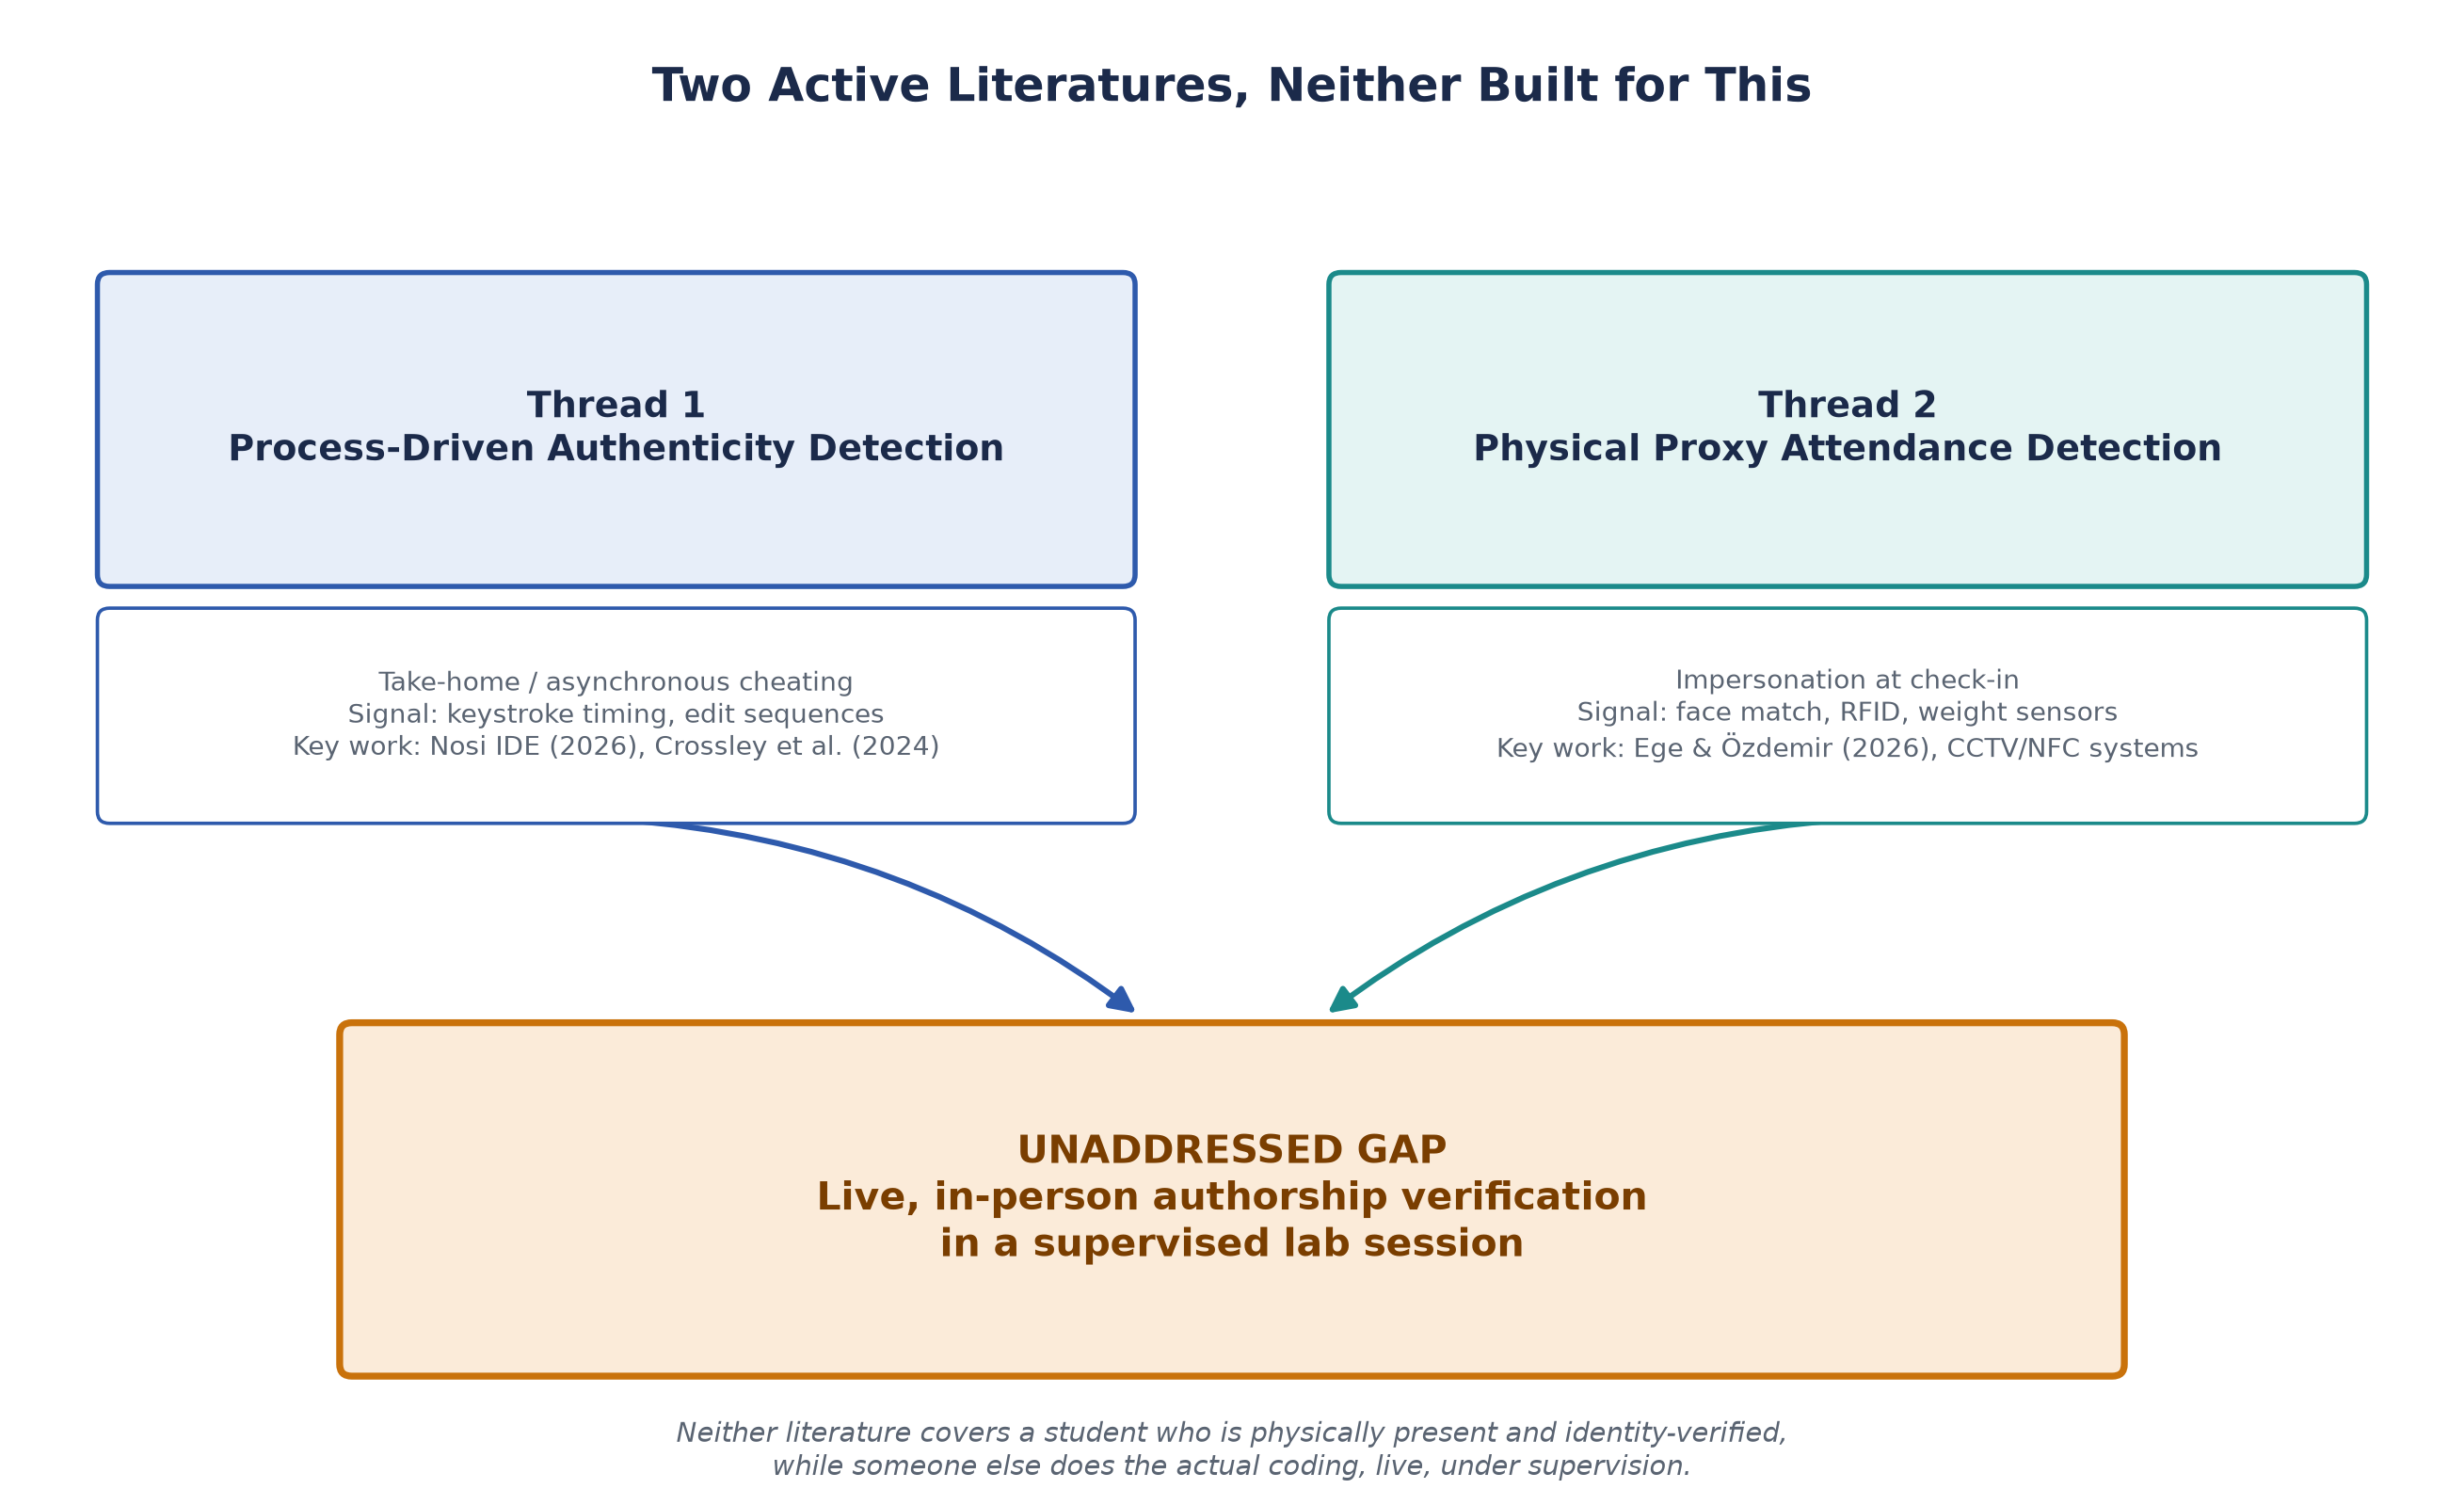 Two Active Literatures, Neither Built for This
Thread 1
Process-Driven Authenticity Detection
Take-home / asynchronous cheating
Signal: keystroke timing, edit sequences
Key work: Nosi IDE (2026), Crossley et al. (2024)
Thread 2
Physical Proxy Attendance Detection
Impersonation at check-in
Signal: face match, RFID, weight sensors
Key work: Ege & Özdemir (2026), CCTV/NFC systems
UNADDRESSED GAP
Live, in-person authorship verification
in a supervised lab session
Neither literature covers a student who is physically present and identity-verified,
while someone else does the actual coding, live, under supervision.